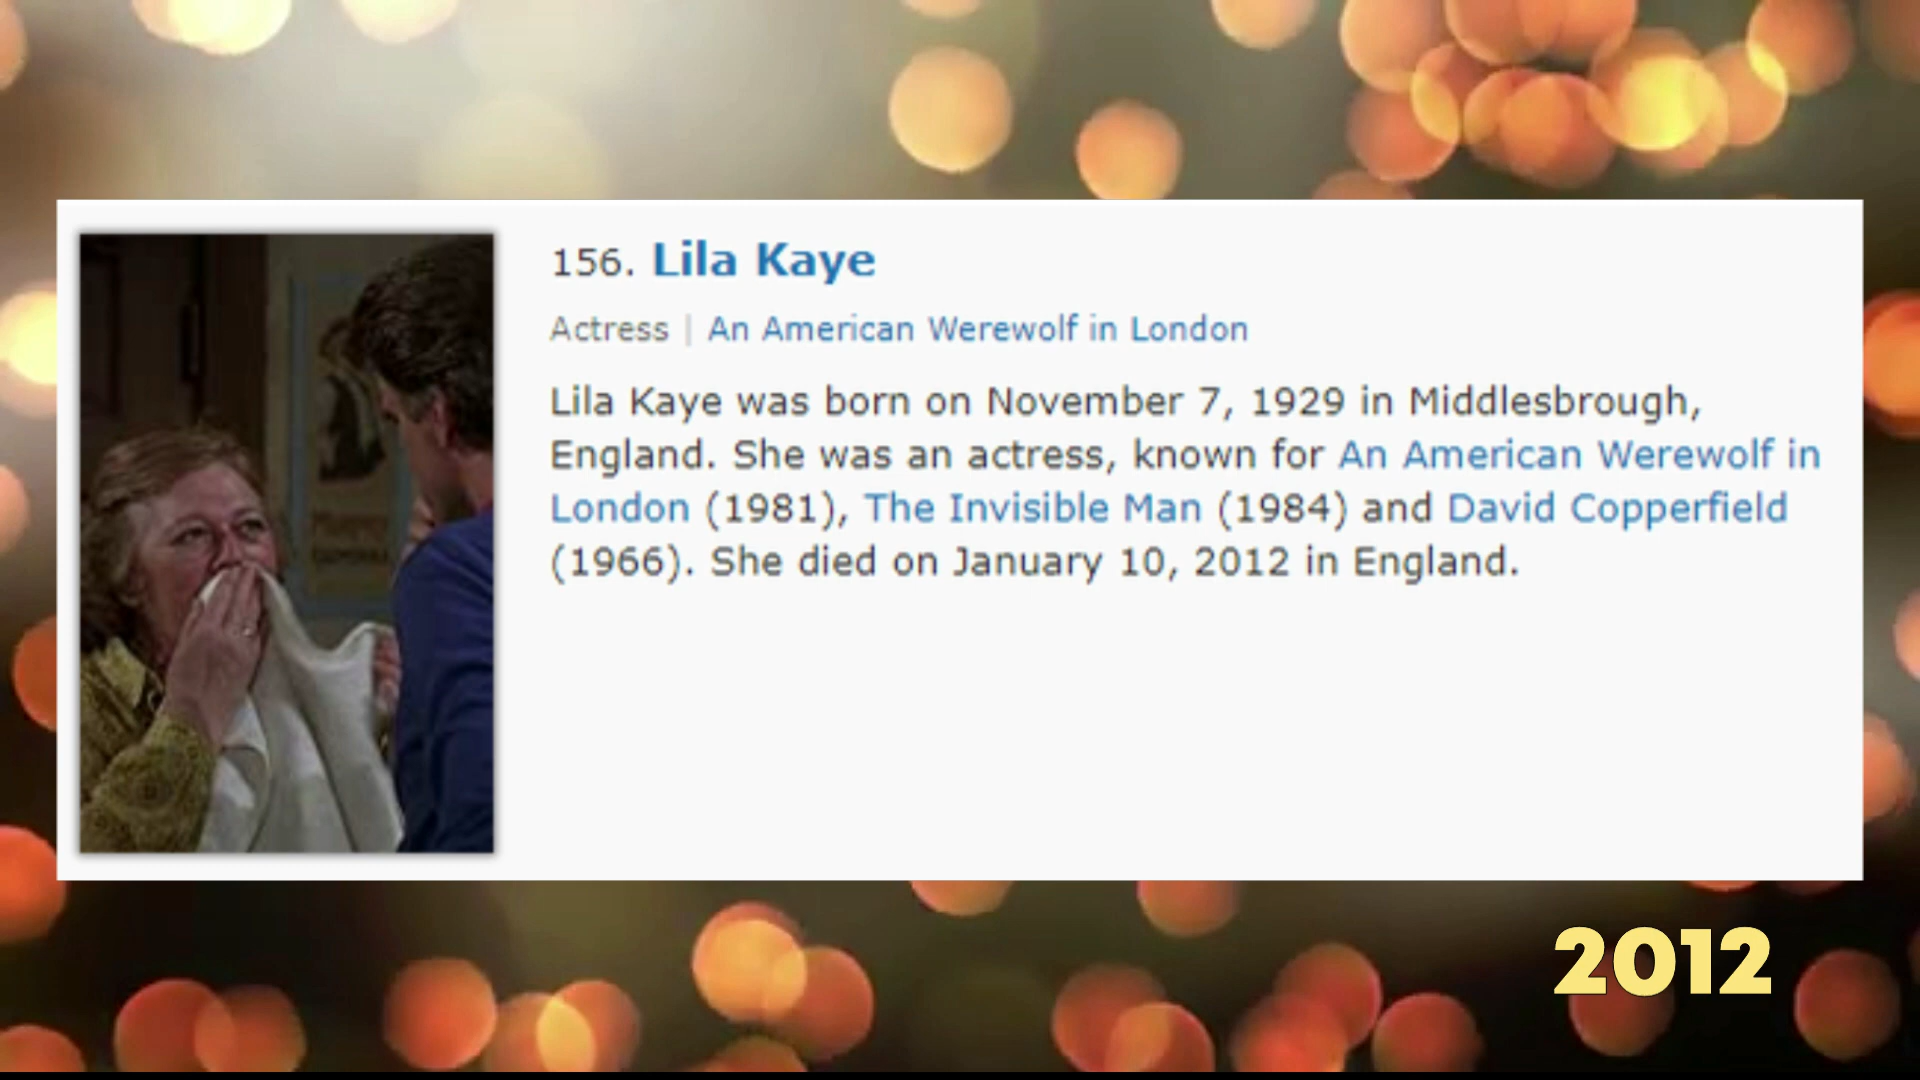 156. Lila Kaye
Actress | An American Werewolf in London
Lila Kaye was born on November 7, 1929 in Middlesbrough,
England. She was an actress, known for An American Werewolf in
London (1981), The Invisible Man (1984) and David Copperfield
(1966). She died on January 10, 2012 in England.
2012